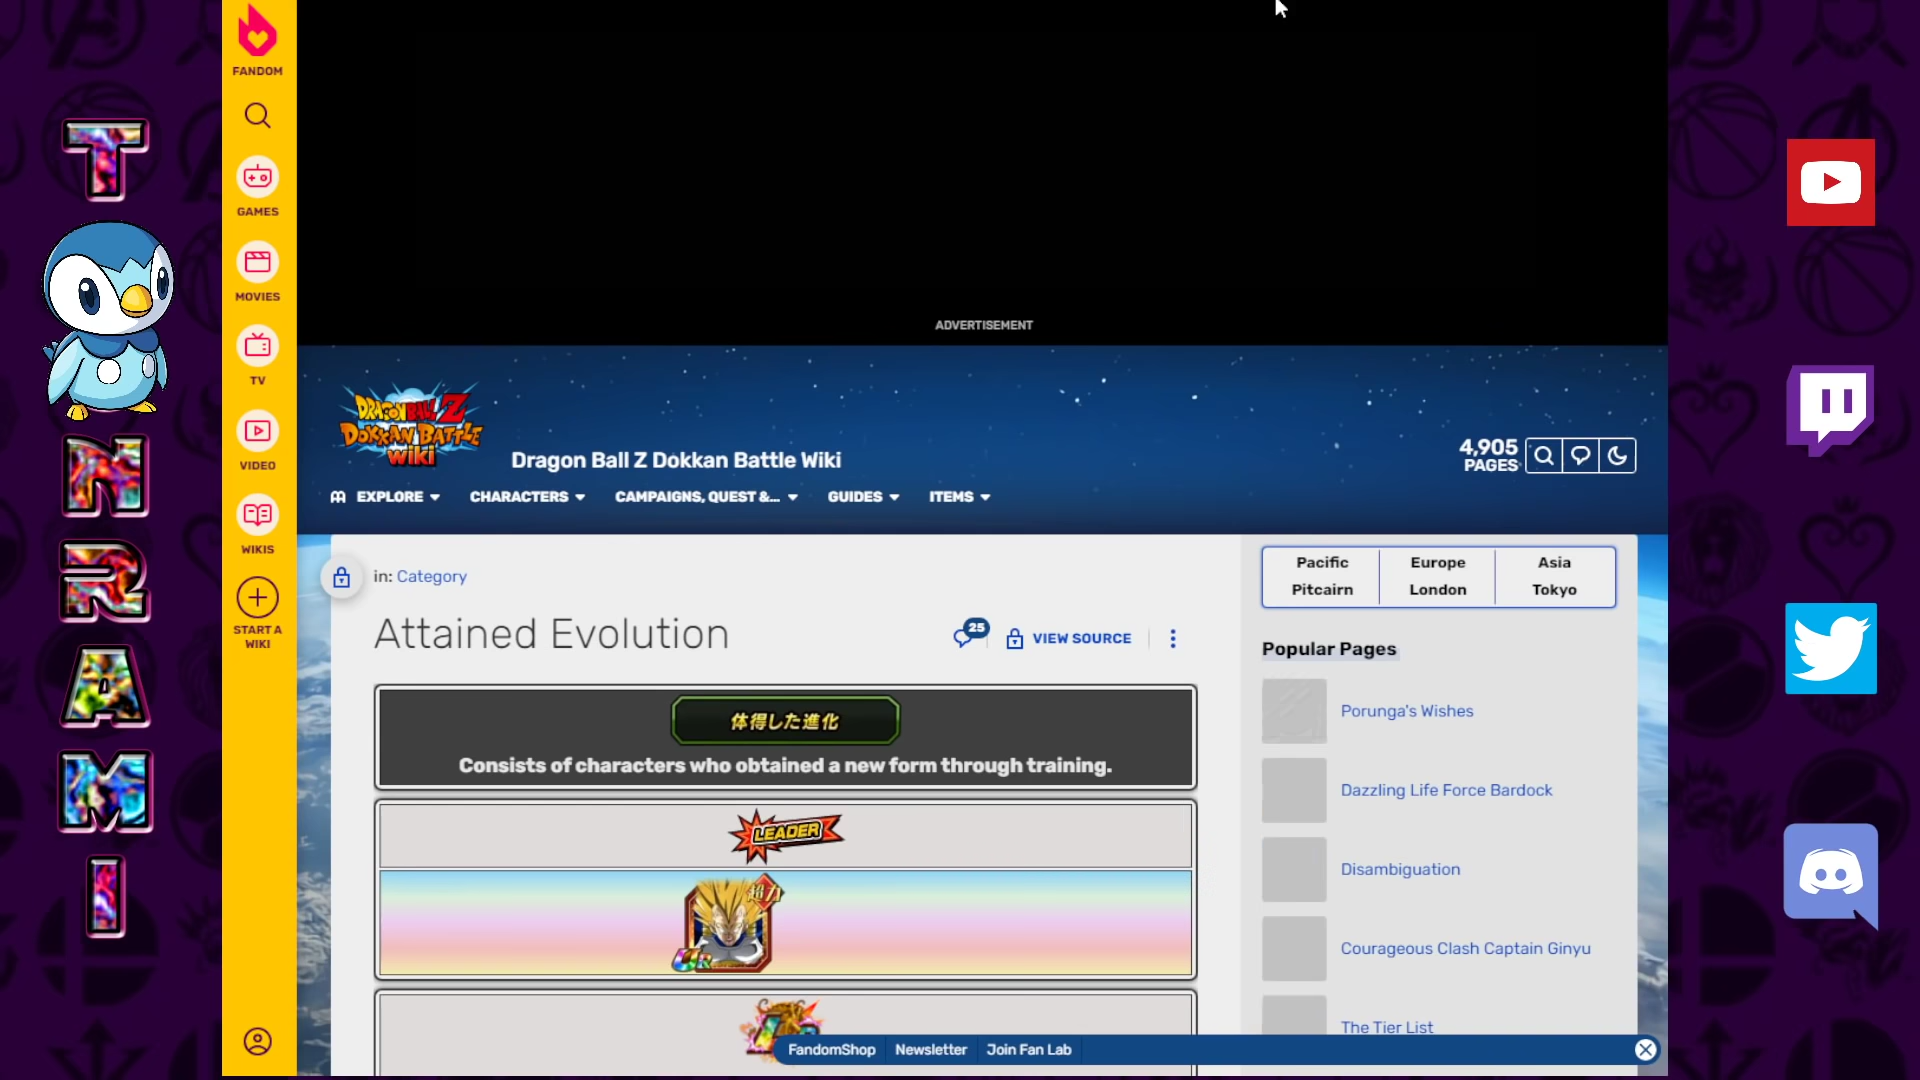 T
N
R
A
M
I
FANDOM
GAMES
MOVIES
TV
VIDEO
WIKIS
START A
WIKI
ADVERTISEMENT
DRAGON BALL Z
DOKKAN BATTLE
wiki
Dragon Ball Z Dokkan Battle Wiki
4,905
PAGES
EXPLORE
CHARACTERS
CAMPAIGNS, QUEST &...
GUIDES
ITEMS
in: Category
Attained Evolution
25
VIEW SOURCE
体得した進化
Consists of characters who obtained a new form through training.
LEADER
超力
UR
LR
Pacific
Pitcairn
Europe
London
Asia
Tokyo
Popular Pages
Porunga's Wishes
Dazzling Life Force Bardock
Disambiguation
Courageous Clash Captain Ginyu
The Tier List
FandomShop
Newsletter
Join Fan Lab